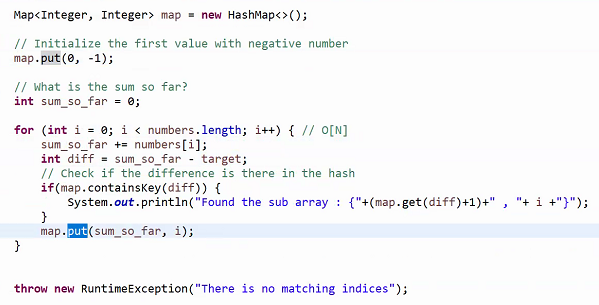 Map<Integer, Integer> map = new HashMap<>();
// Initialize the first value with negative number
map.put(0, -1);
// What is the sum so far?
int sum_so_far = 0;
for (int i = 0; i < numbers.length; i++) { // O[N]
sum_so_far += numbers[i];
int diff = sum_so_far - target;
// Check if the difference is there in the hash
if(map.containsKey(diff)) {
System.out.println("Found the sub array : {"+(map.get(diff)+1)+" , "+ i +"}");
}
map.put(sum_so_far, i);
}
throw new RuntimeException("There is no matching indices");